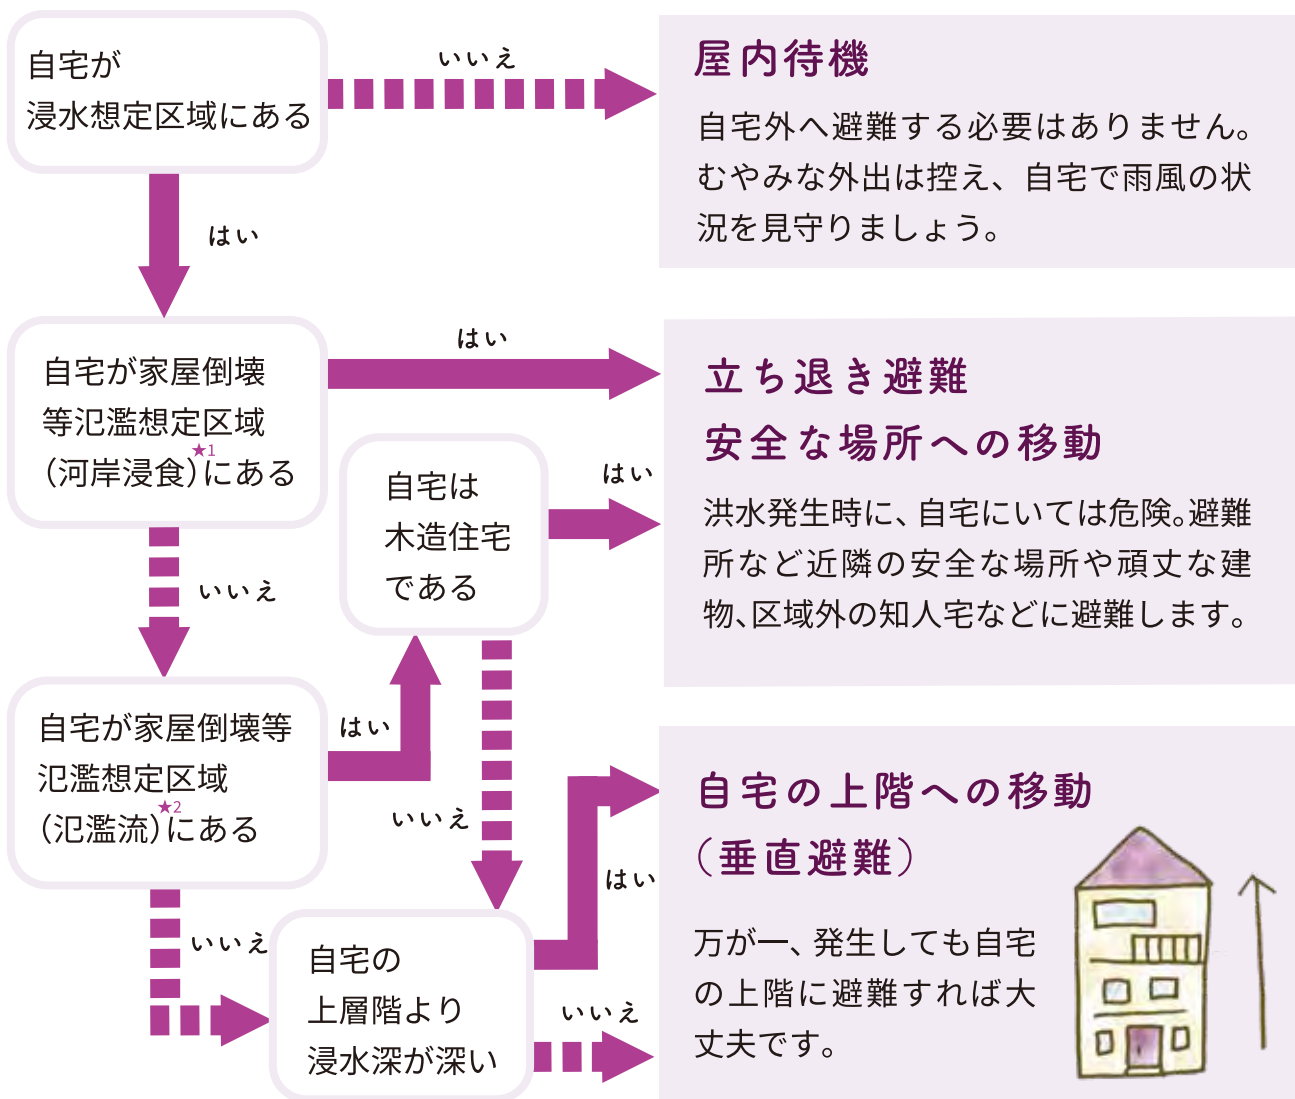 自宅が
浸水想定区域にある
いいえ
屋内待機
自宅外へ避難する必要はありません。
むやみな外出は控え、自宅で雨風の状
況を見守りましょう。
はい
自宅が家屋倒壊
等氾濫想定区域
★1
(河岸浸食)にある
はい
立ち退き避難
安全な場所への移動
洪水発生時に、自宅にいては危険。避難
所など近隣の安全な場所や頑丈な建
物、区域外の知人宅などに避難します。
自宅は
木造住宅
である
はい
いいえ
自宅が家屋倒壊等
氾濫想定区域
★2
(氾濫流)にある
はい
いいえ
いいえ
自宅の
上層階より
浸水深が深い
はい
いいえ
自宅の上階への移動
(垂直避難)
万が一、発生しても自宅
の上階に避難すれば大
丈夫です。